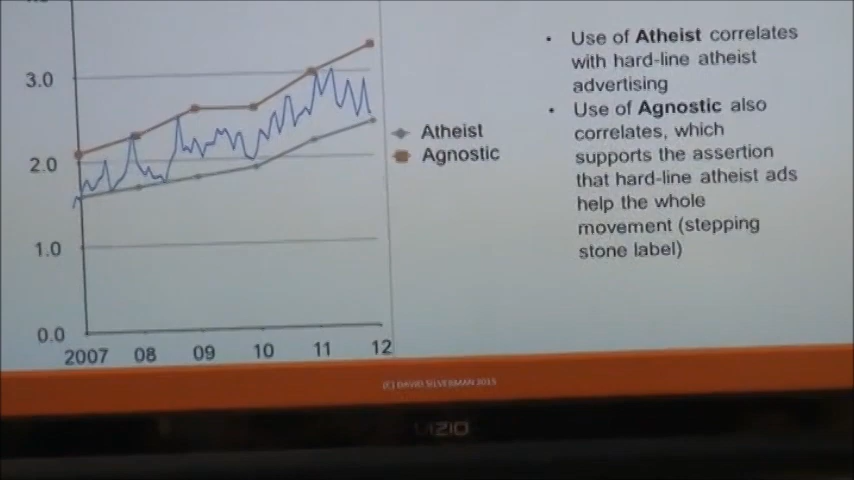 3.0
2.0
1.0
0.0
2007 08 09 10 11 12
Atheist
Agnostic
• Use of Atheist correlates
with hard-line atheist
advertising
• Use of Agnostic also
correlates, which
supports the assertion
that hard-line atheist ads
help the whole
movement (stepping
stone label)
(C) DAVID SILVERMAN 2015
VIZIO